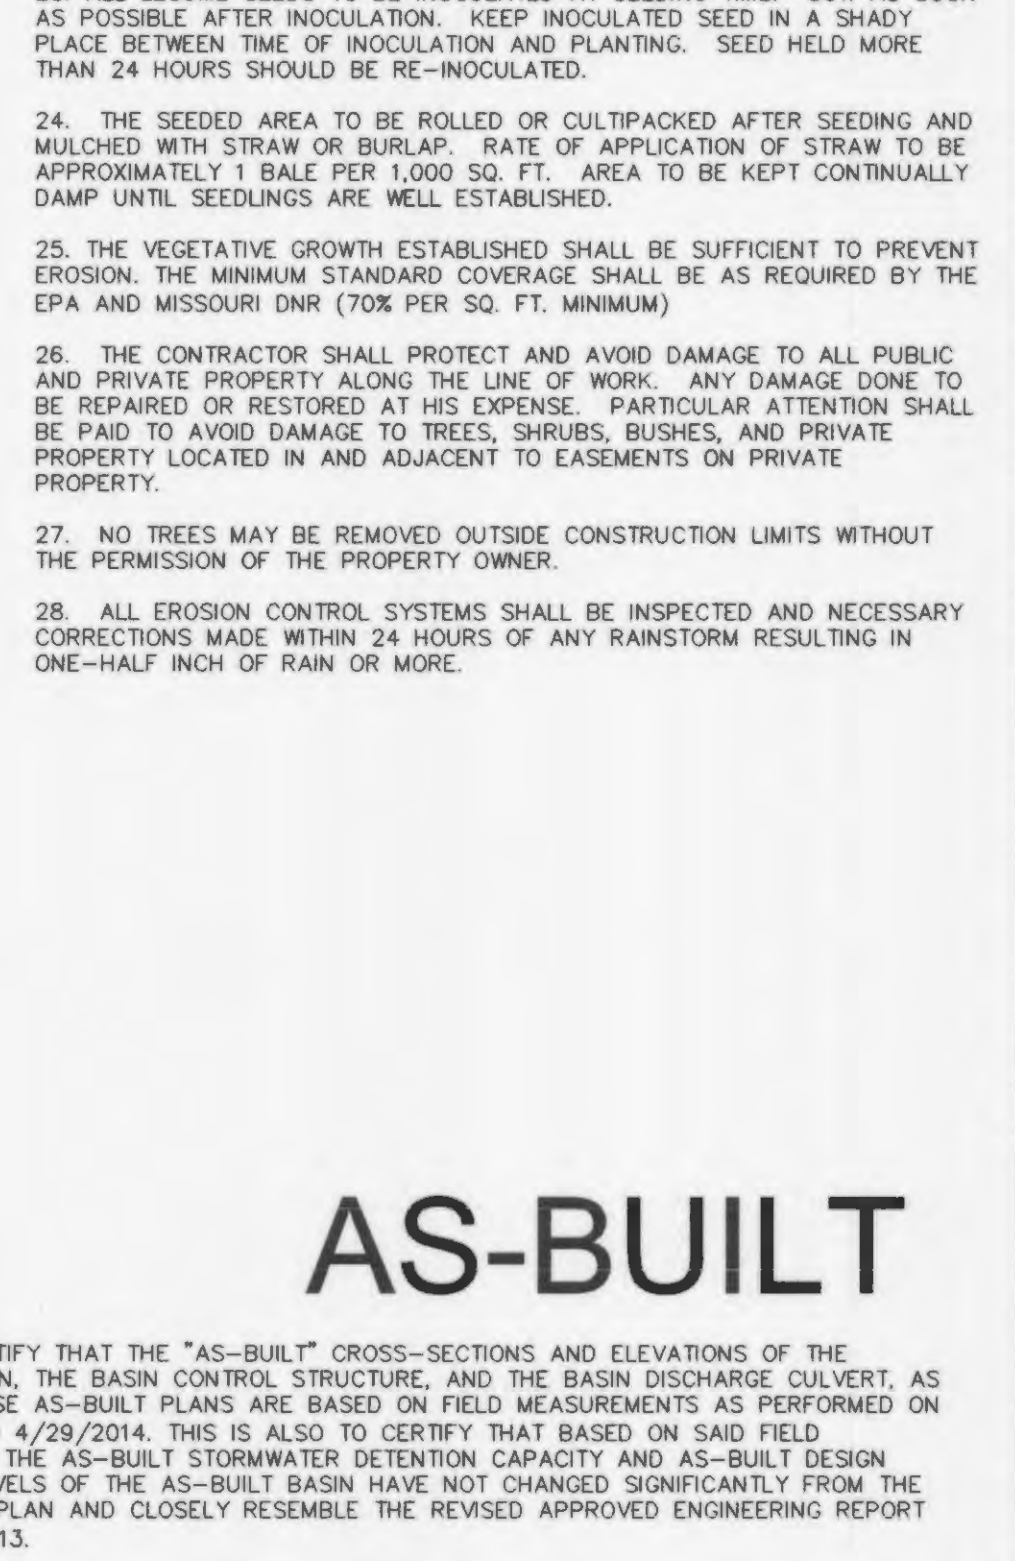 AS POSSIBLE AFTER INOCULATION. KEEP INOCULATED SEED IN A SHADY
PLACE BETWEEN TIME OF INOCULATION AND PLANTING. SEED HELD MORE
THAN 24 HOURS SHOULD BE RE-INOCULATED.
24. THE SEEDED AREA TO BE ROLLED OR CULTIPACKED AFTER SEEDING AND
MULCHED WITH STRAW OR BURLAP. RATE OF APPLICATION OF STRAW TO BE
APPROXIMATELY 1 BALE PER 1,000 SQ. FT. AREA TO BE KEPT CONTINUALLY
DAMP UNTIL SEEDLINGS ARE WELL ESTABLISHED.
25. THE VEGETATIVE GROWTH ESTABLISHED SHALL BE SUFFICIENT TO PREVENT
EROSION. THE MINIMUM STANDARD COVERAGE SHALL BE AS REQUIRED BY THE
EPA AND MISSOURI DNR (70% PER SQ. FT. MINIMUM)
26. THE CONTRACTOR SHALL PROTECT AND AVOID DAMAGE TO ALL PUBLIC
AND PRIVATE PROPERTY ALONG THE LINE OF WORK. ANY DAMAGE DONE TO
BE REPAIRED OR RESTORED AT HIS EXPENSE. PARTICULAR ATTENTION SHALL
BE PAID TO AVOID DAMAGE TO TREES, SHRUBS, BUSHES, AND PRIVATE
PROPERTY LOCATED IN AND ADJACENT TO EASEMENTS ON PRIVATE
PROPERTY.
27. NO TREES MAY BE REMOVED OUTSIDE CONSTRUCTION LIMITS WITHOUT
THE PERMISSION OF THE PROPERTY OWNER.
28. ALL EROSION CONTROL SYSTEMS SHALL BE INSPECTED AND NECESSARY
CORRECTIONS MADE WITHIN 24 HOURS OF ANY RAINSTORM RESULTING IN
ONE-HALF INCH OF RAIN OR MORE.
AS-BUILT
TIFY THAT THE "AS-BUILT" CROSS-SECTIONS AND ELEVATIONS OF THE
N, THE BASIN CONTROL STRUCTURE, AND THE BASIN DISCHARGE CULVERT, AS
SE AS-BUILT PLANS ARE BASED ON FIELD MEASUREMENTS AS PERFORMED ON
4/29/2014. THIS IS ALSO TO CERTIFY THAT BASED ON SAID FIELD
THE AS-BUILT STORMWATER DETENTION CAPACITY AND AS-BUILT DESIGN
VELS OF THE AS-BUILT BASIN HAVE NOT CHANGED SIGNIFICANTLY FROM THE
PLAN AND CLOSELY RESEMBLE THE REVISED APPROVED ENGINEERING REPORT
13.